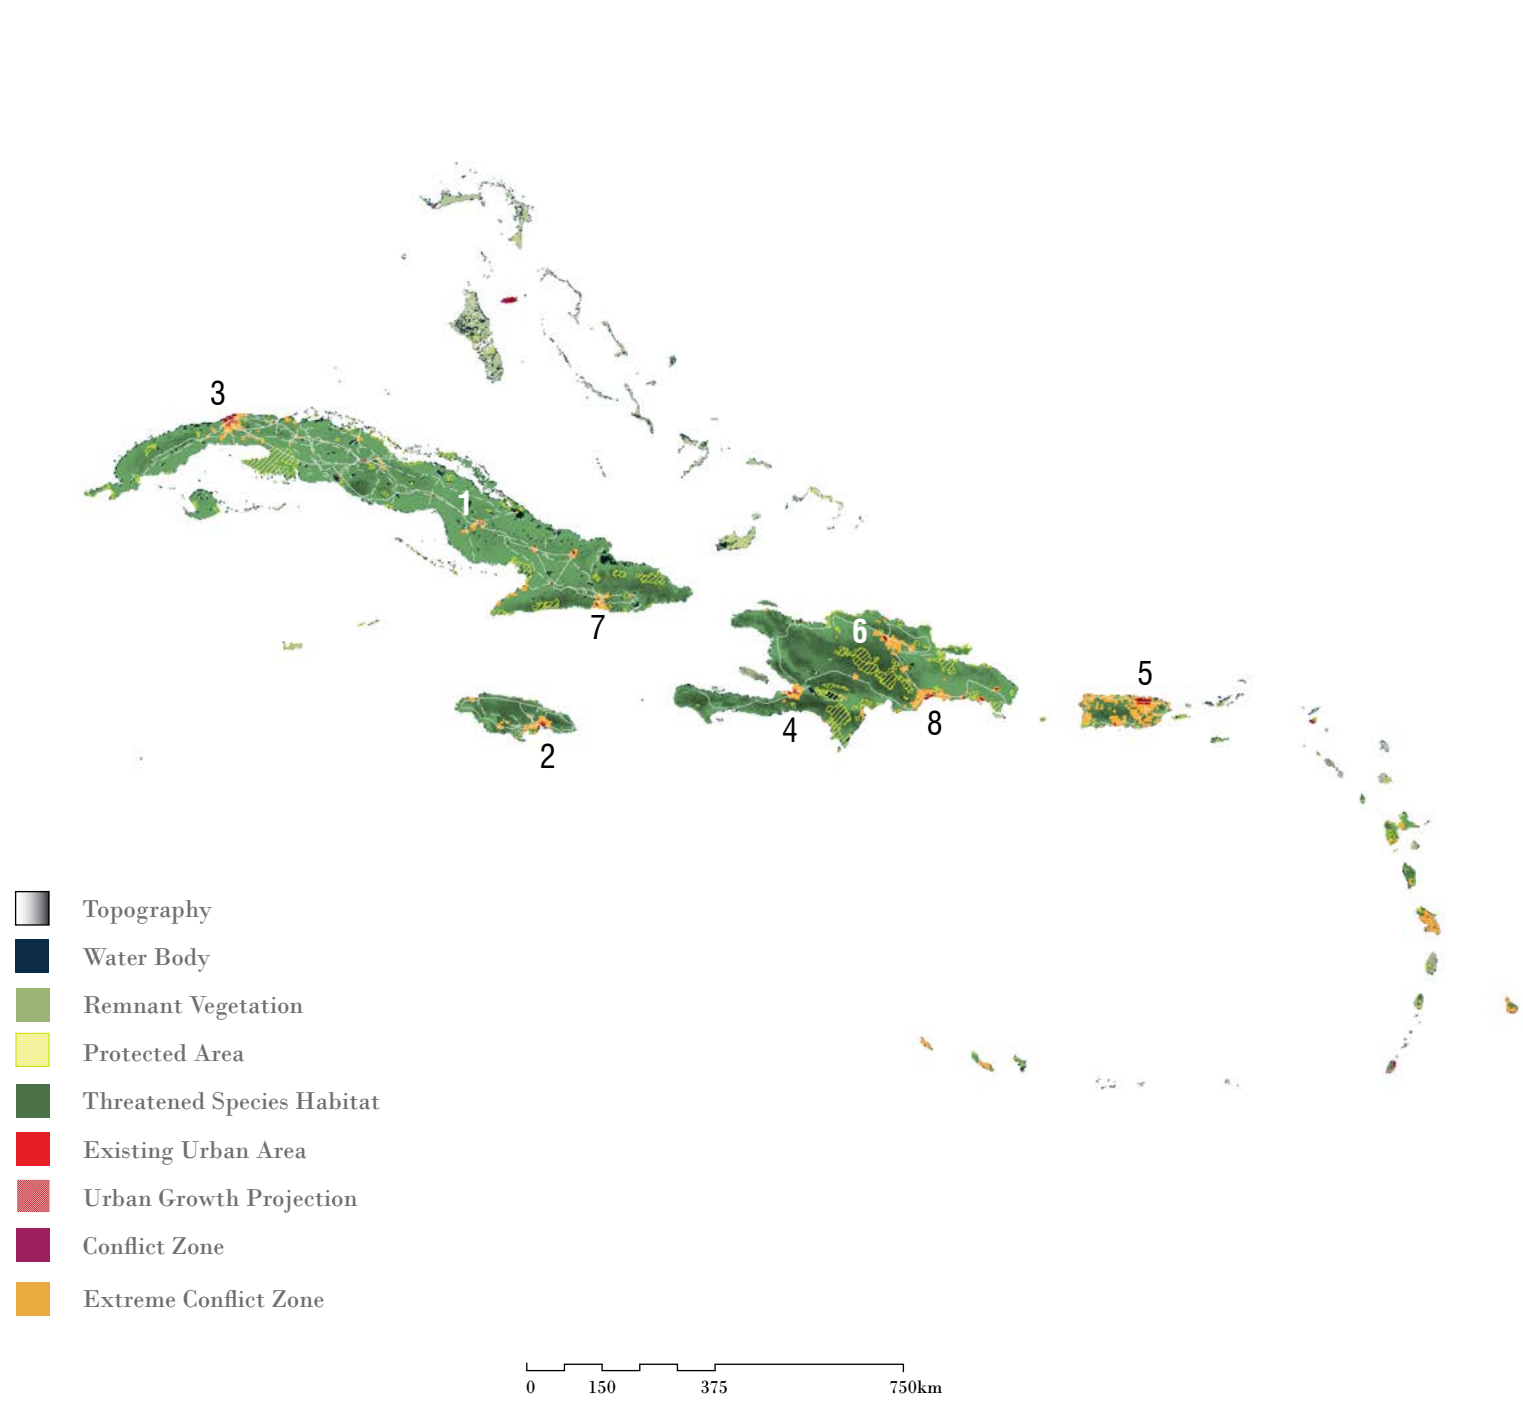 3
1
7
6
5
4
8
2
Topography
Water Body
Remnant Vegetation
Protected Area
Threatened Species Habitat
Existing Urban Area
Urban Growth Projection
Conflict Zone
Extreme Conflict Zone
0 150 375 750km